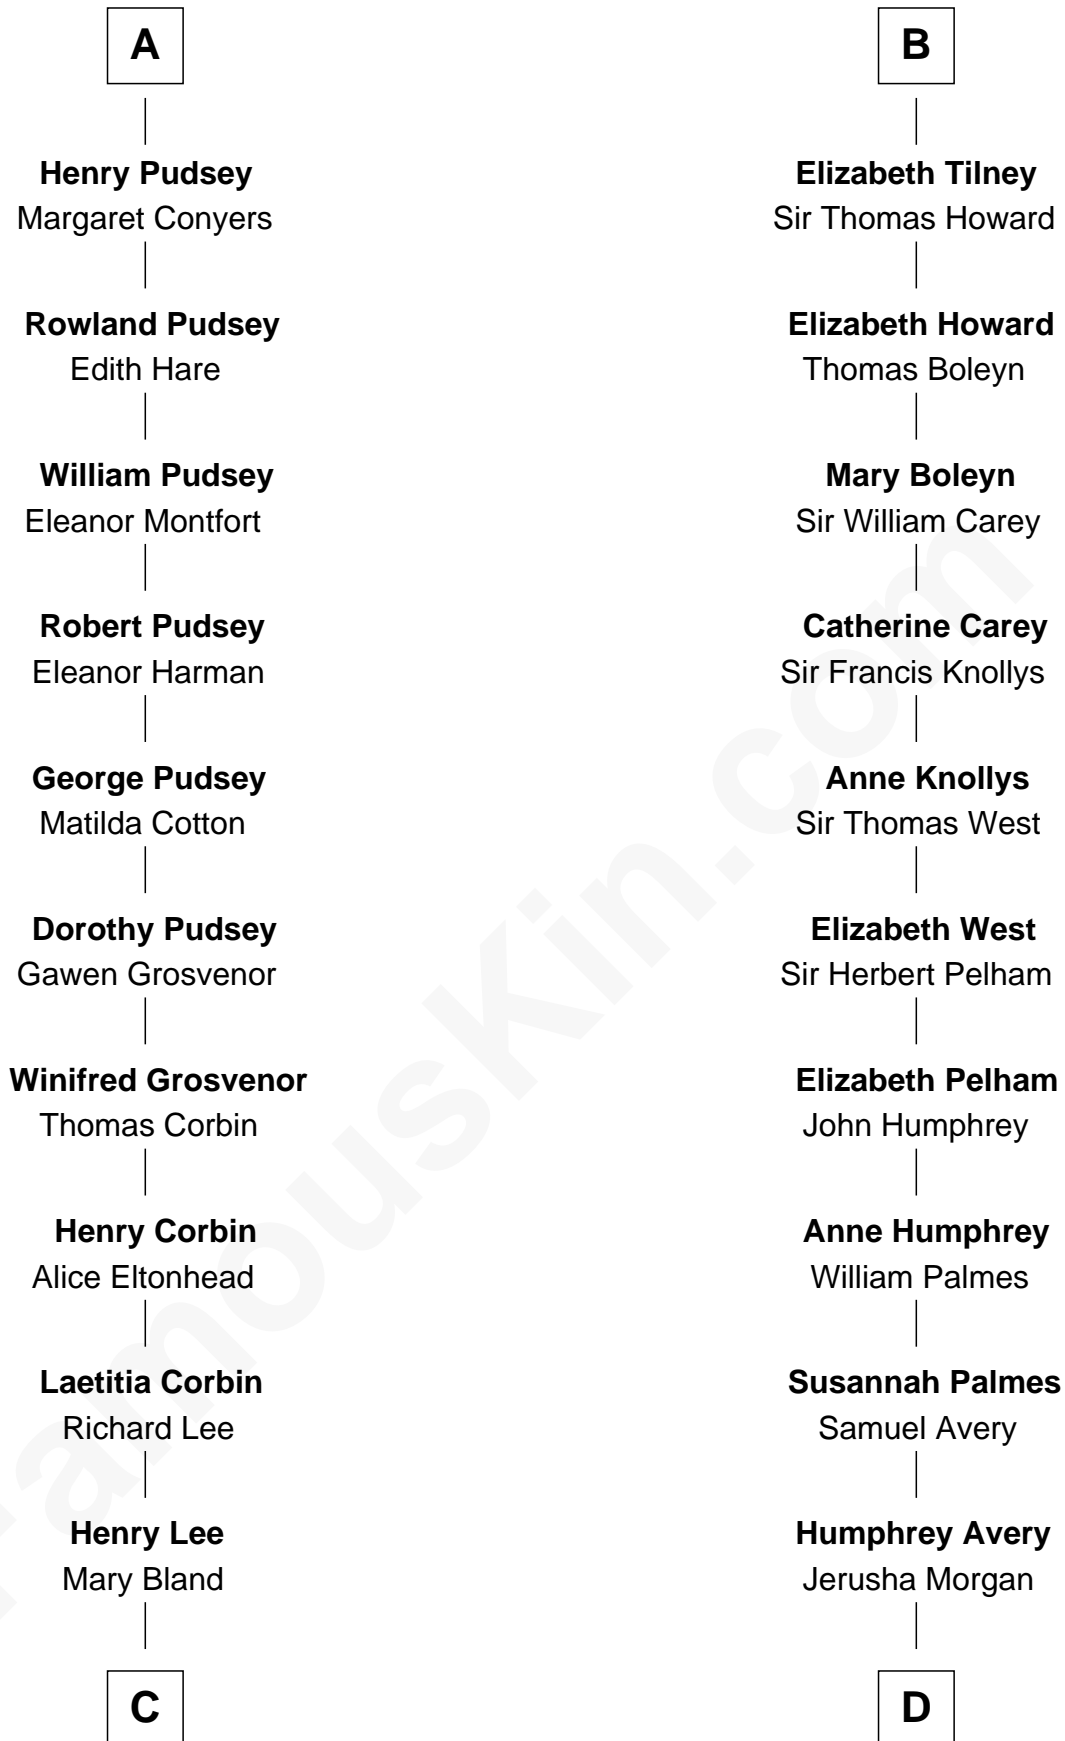 A
Henry Pudsey
Margaret Conyers
Rowland Pudsey
Edith Hare
William Pudsey
Eleanor Montfort
Robert Pudsey
Eleanor Harman
George Pudsey
Matilda Cotton
Dorothy Pudsey
Gawen Grosvenor
Winifred Grosvenor
Thomas Corbin
Henry Corbin
Alice Eltonhead
Laetitia Corbin
Richard Lee
Henry Lee
Mary Bland
C
B
Elizabeth Tilney
Sir Thomas Howard
Elizabeth Howard
Thomas Boleyn
Mary Boleyn
Sir William Carey
Catherine Carey
Sir Francis Knollys
Anne Knollys
Sir Thomas West
Elizabeth West
Sir Herbert Pelham
Elizabeth Pelham
John Humphrey
Anne Humphrey
William Palmes
Susannah Palmes
Samuel Avery
Humphrey Avery
Jerusha Morgan
D
FamousKin.com